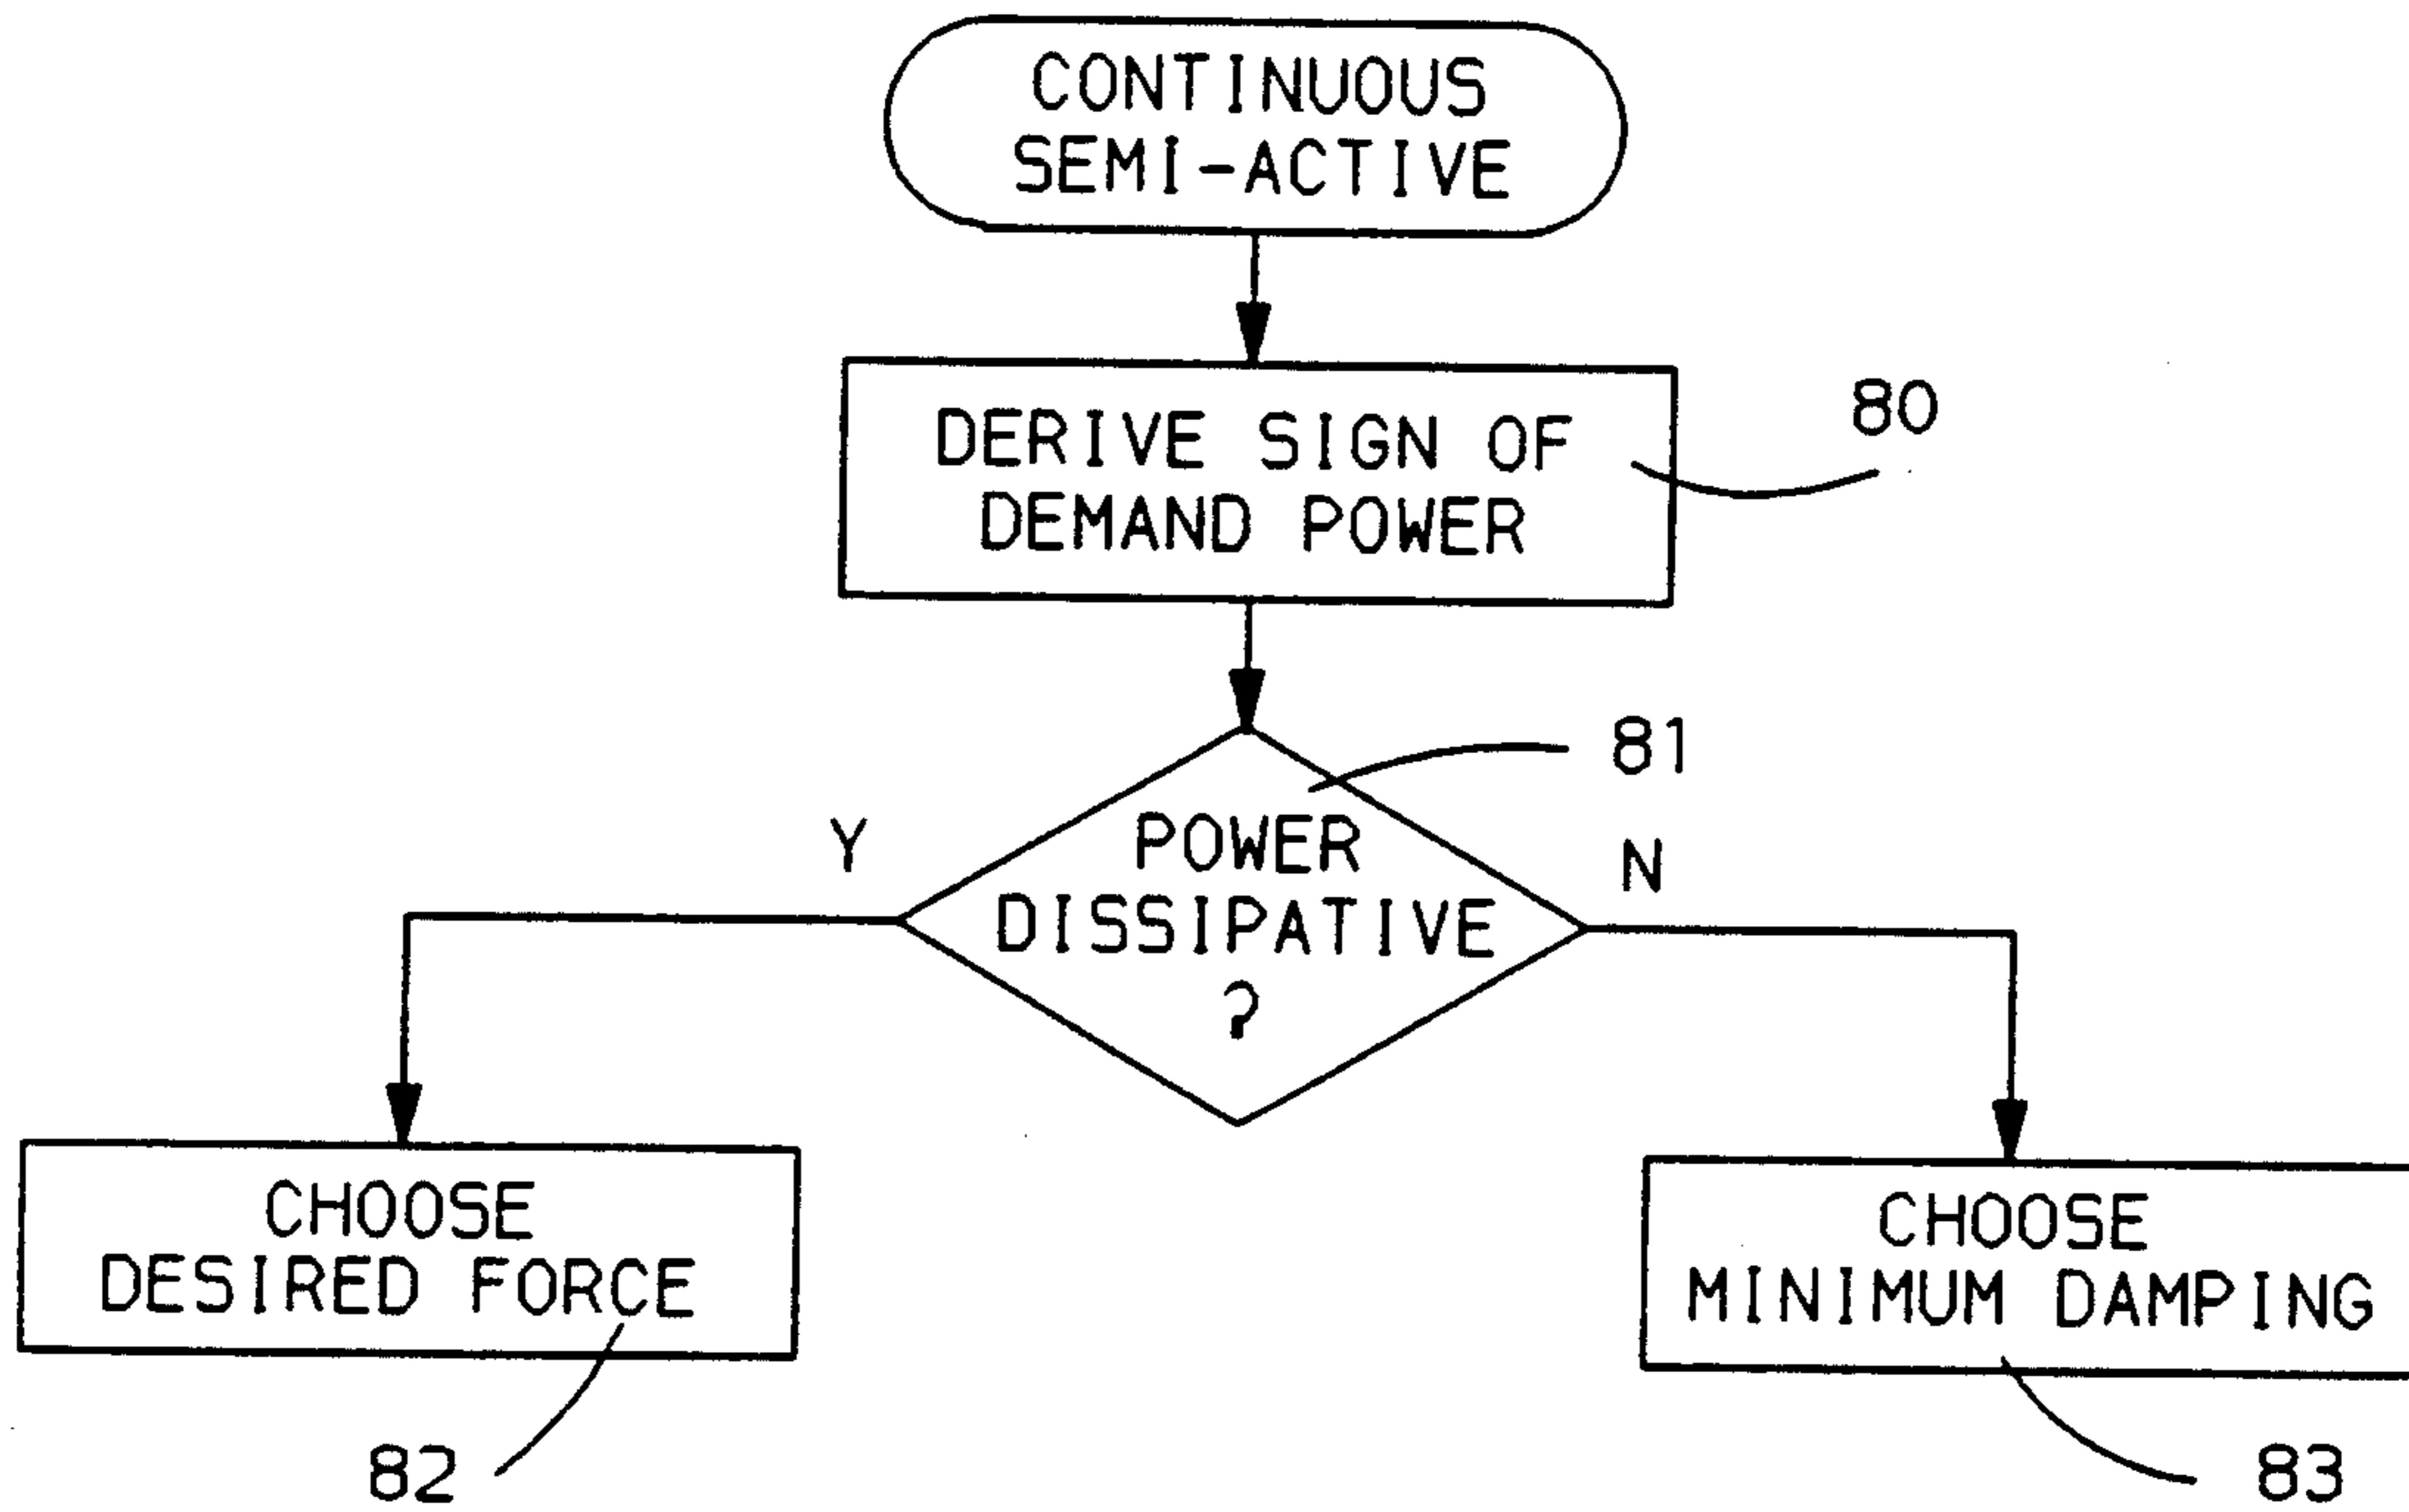 CONTINUOUS
SEMI-ACTIVE
DERIVE SIGN OF
DEMAND POWER
80
81
Y
N
POWER
DISSIPATIVE
?
CHOOSE
DESIRED FORCE
CHOOSE
MINIMUM DAMPING
82
83